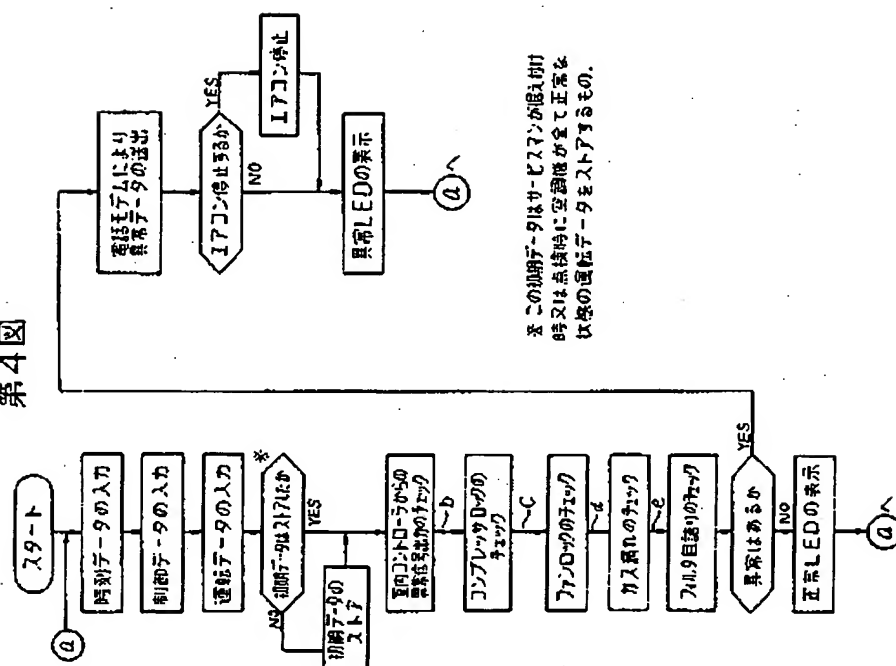 第4図
スタート
a
時刻データの入力
制御データの入力
運転データの入力
初期データはストアしたか
※
NO
YES
初期データの
ストア
室内コントローラからの
異常信号出力のチェック
b
コンプレッサロックの
チェック
C
ファンロックのチェック
d
ガス漏れのチェック
e
フィルタ目詰りのチェック
異常はあるか
YES
NO
正常LEDの表示
aへ
電話モデムにより
異常データの送出
エアコン停止するか
YES
NO
エアコン停止
異常LEDの表示
aへ
※ この初期データはサービスマンが据え付け
時又は点検時に空調機が全て正常な
状態の運転データをストアするもの.